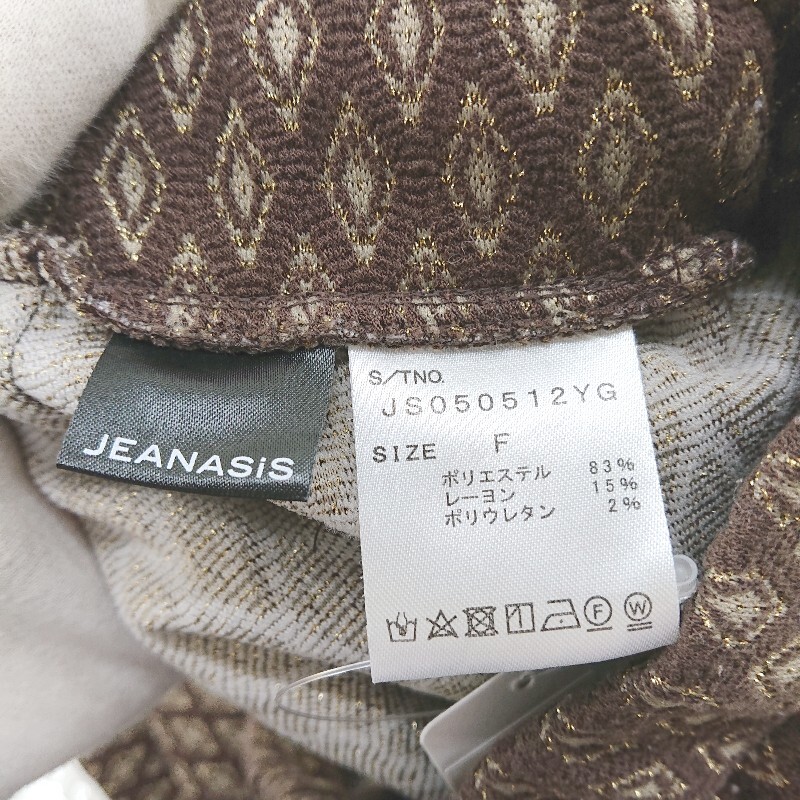 JEANASiS
S/TNO.
JS050512YG
SIZE F
ポリエステル 83%
レーヨン 15%
ポリウレタン 2%
F W